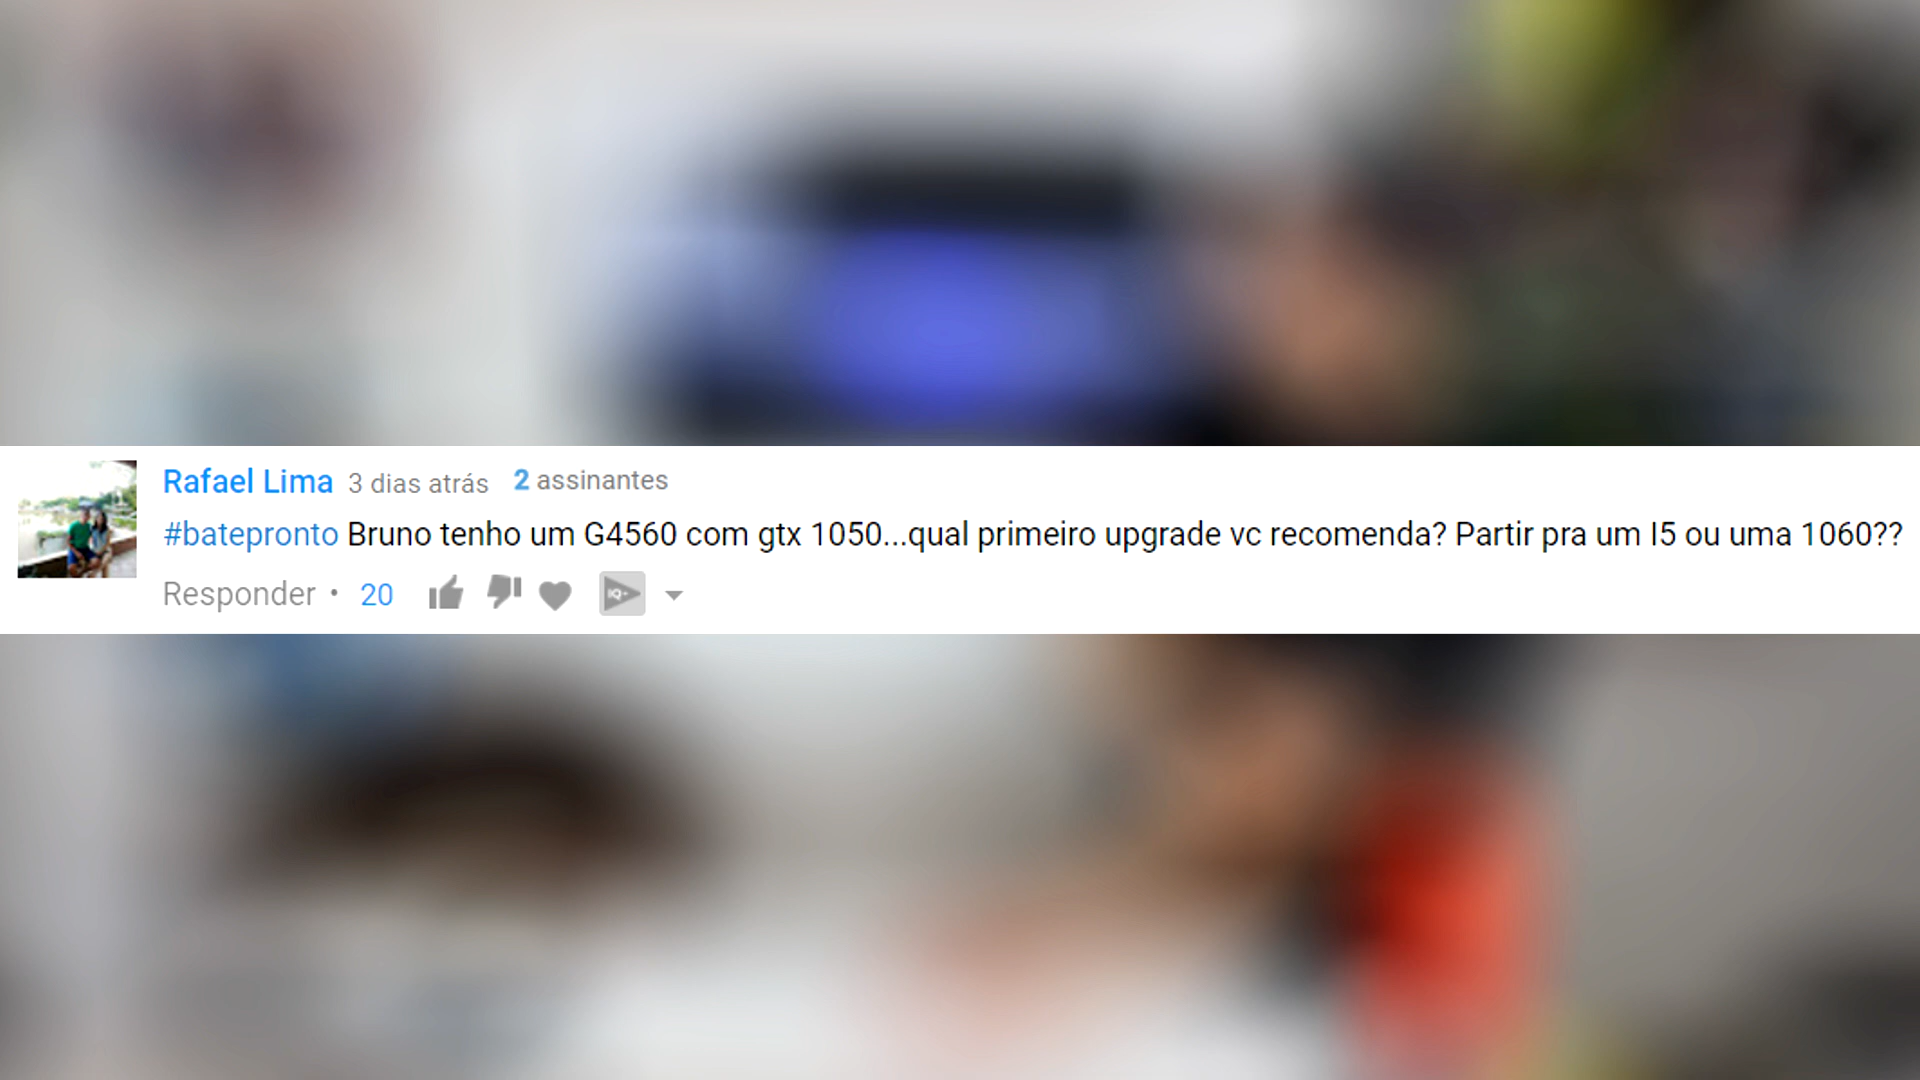 Rafael Lima 3 dias atrás 2 assinantes
#batepronto Bruno tenho um G4560 com gtx 1050...qual primeiro upgrade vc recomenda? Partir pra um I5 ou uma 1060??
Responder • 20 IQ